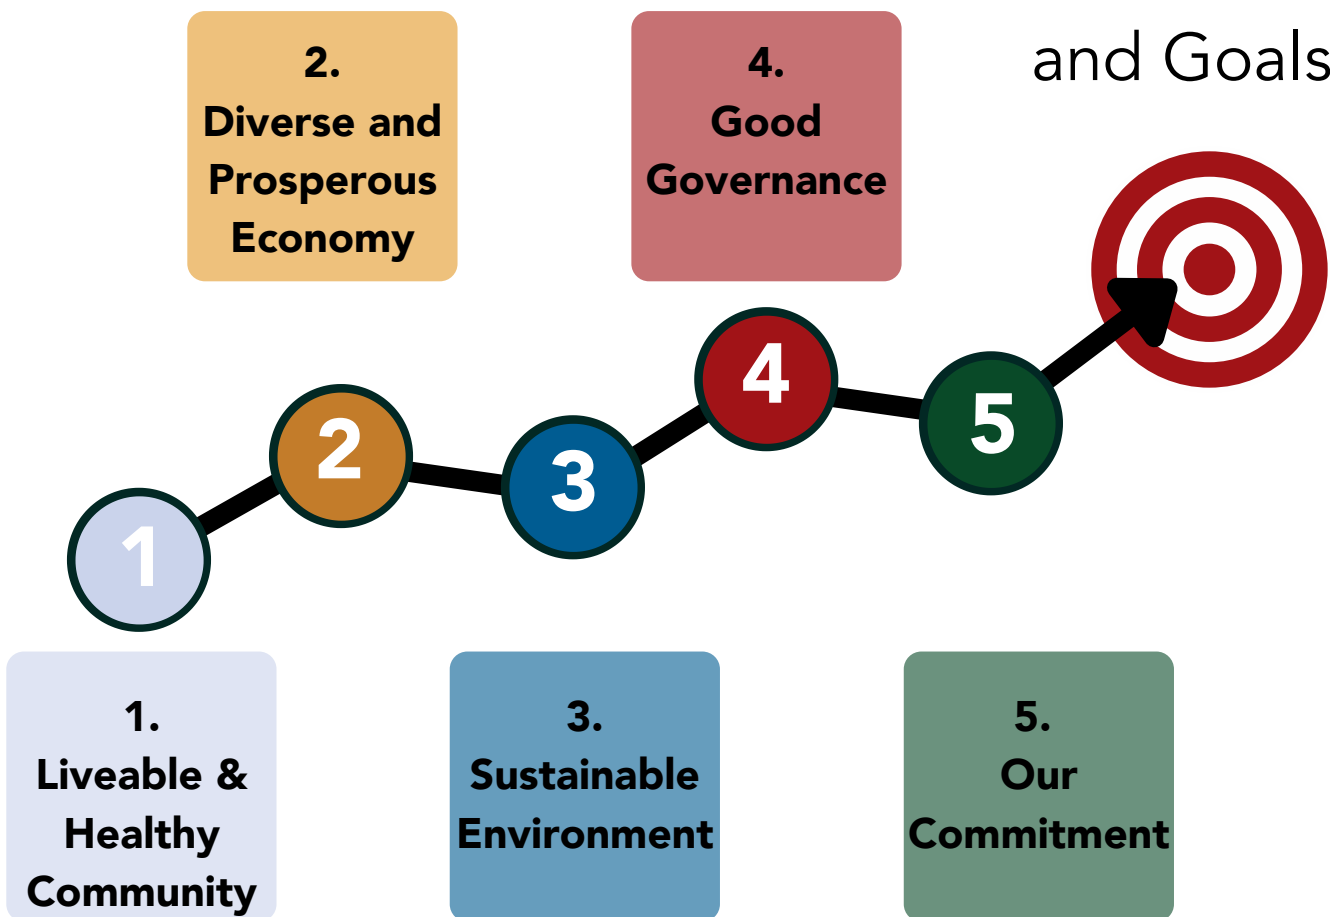 and Goals
2.
Diverse and
Prosperous
Economy
4.
Good
Governance
1
2
3
4
5
1.
Liveable &
Healthy
Community
3.
Sustainable
Environment
5.
Our
Commitment